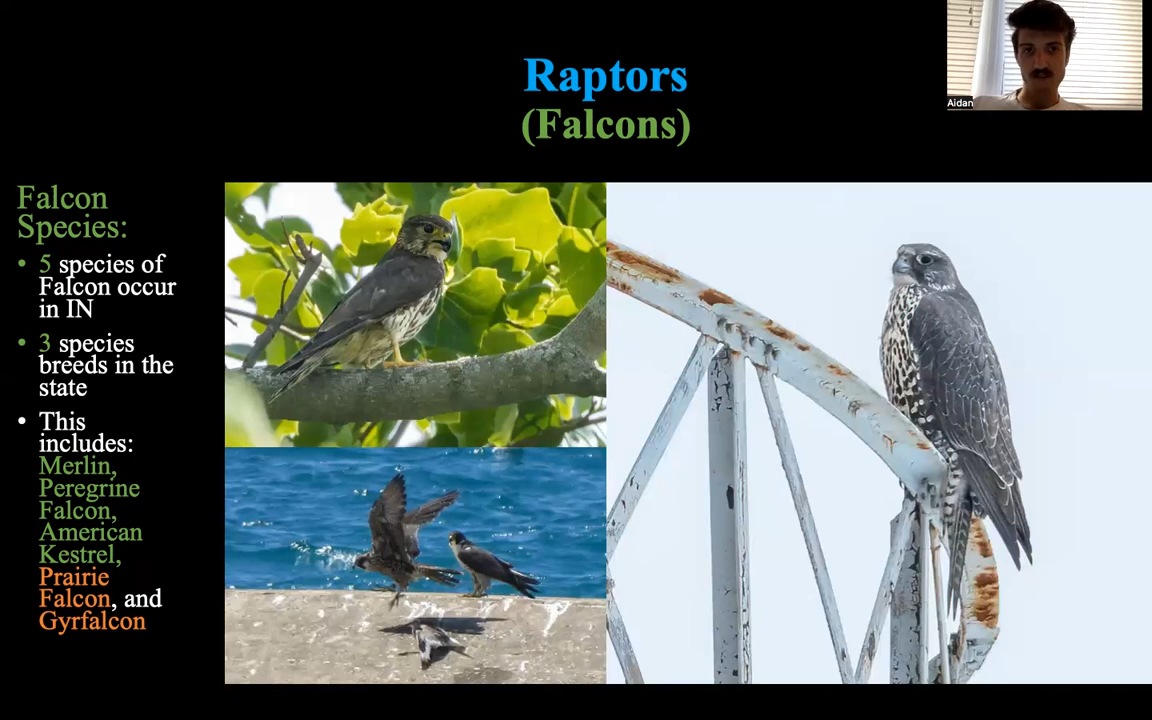 Raptors
(Falcons)
Aidan
Falcon
Species:
• 5 species of
Falcon occur
in IN
• 3 species
breeds in the
state
• This
includes:
Merlin,
Peregrine
Falcon,
American
Kestrel,
Prairie
Falcon, and
Gyrfalcon